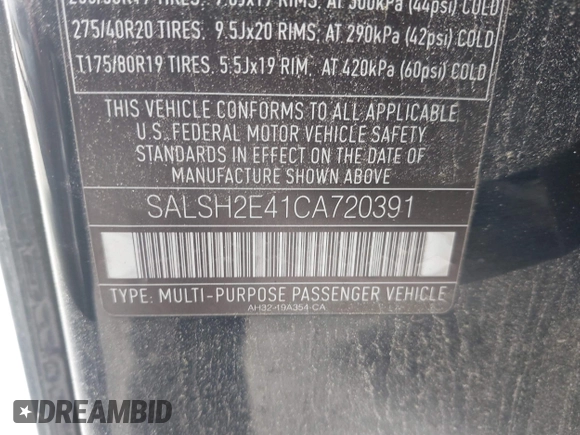 275/40R20 TIRES. 9.5Jx20 RIMS; AT 290kPa (42psi) COLD
T175/80R19 TIRES. 5.5Jx19 RIM, AT 420kPa (60psi) COLD
THIS VEHICLE CONFORMS TO ALL APPLICABLE
U.S. FEDERAL MOTOR VEHICLE SAFETY
STANDARDS IN EFFECT ON THE DATE OF
MANUFACTURE SHOWN ABOVE
SALSH2E41CA720391
TYPE: MULTI-PURPOSE PASSENGER VEHICLE
AH32-19A354-CA
DREAMBID